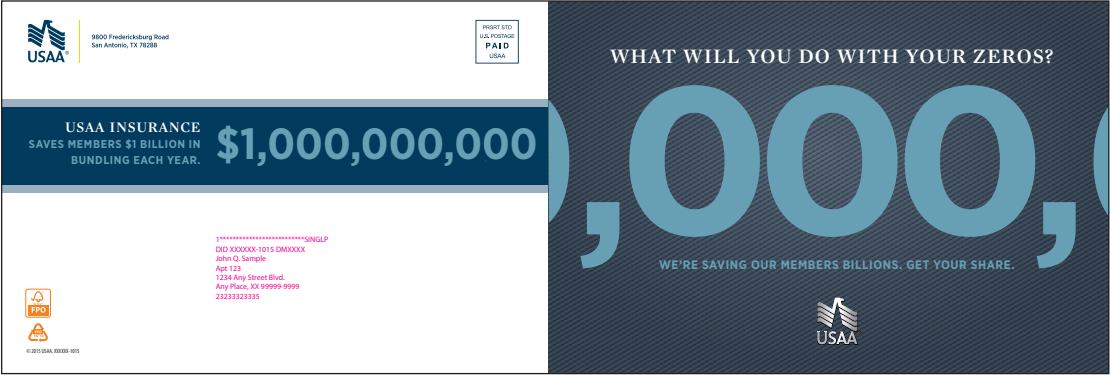 USAA®
9800 Fredericksburg Road
San Antonio, TX 78288
PRSRT STD
U.S. POSTAGE
PAID
USAA
USAA INSURANCE
SAVES MEMBERS $1 BILLION IN
BUNDLING EACH YEAR.
$1,000,000,000
1**************************SINGLP
DID XXXXXX-1015 DMXXXX
John Q. Sample
Apt 123
1234 Any Street Blvd.
Any Place, XX 99999-9999
23233323335
FPO
© 2015 USAA. XXXXXX-1015
WHAT WILL YOU DO WITH YOUR ZEROS?
0,000,0
WE'RE SAVING OUR MEMBERS BILLIONS. GET YOUR SHARE.
USAA